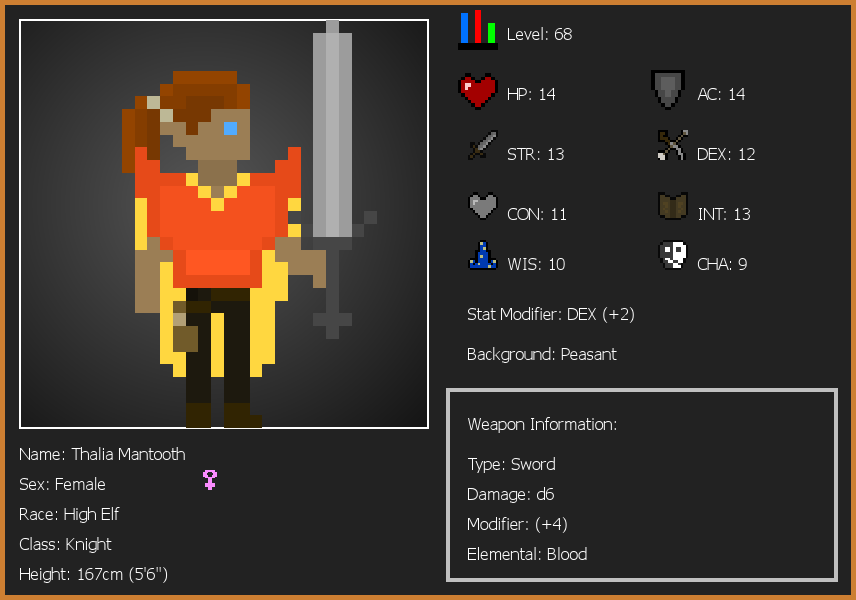 Level: 68
HP: 14
AC: 14
STR: 13
DEX: 12
CON: 11
INT: 13
WIS: 10
CHA: 9
Stat Modifier: DEX (+2)
Background: Peasant
Weapon Information:
Type: Sword
Damage: d6
Modifier: (+4)
Elemental: Blood
Name: Thalia Mantooth
Sex: Female
Race: High Elf
Class: Knight
Height: 167cm (5'6")